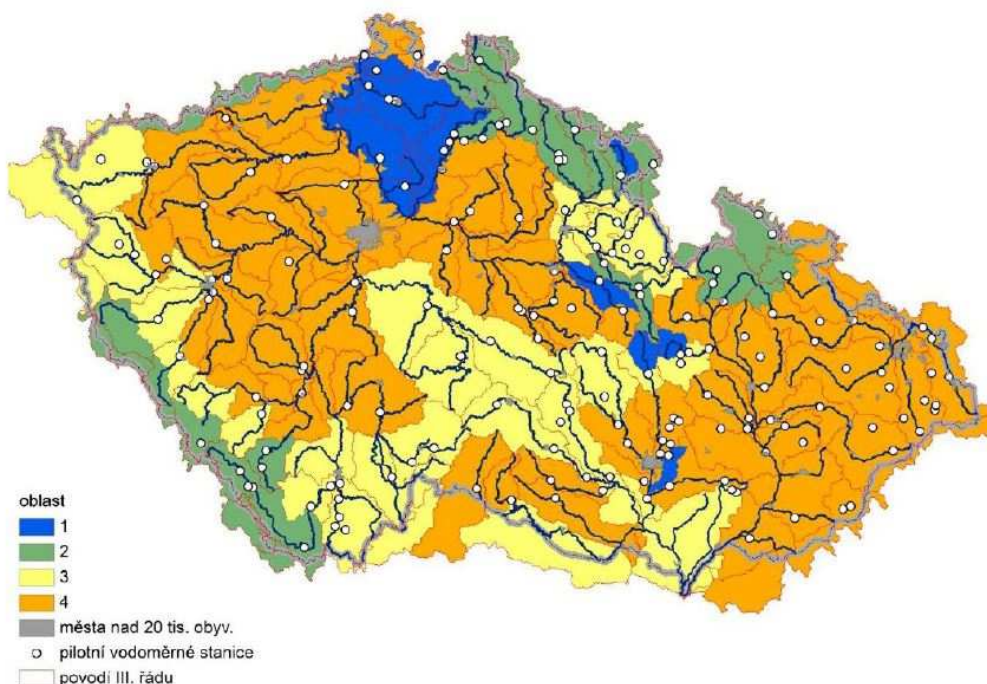 oblast
1
2
3
4
města nad 20 tis. obyv.
pilotní vodoměrné stanice
povodí III. řádu